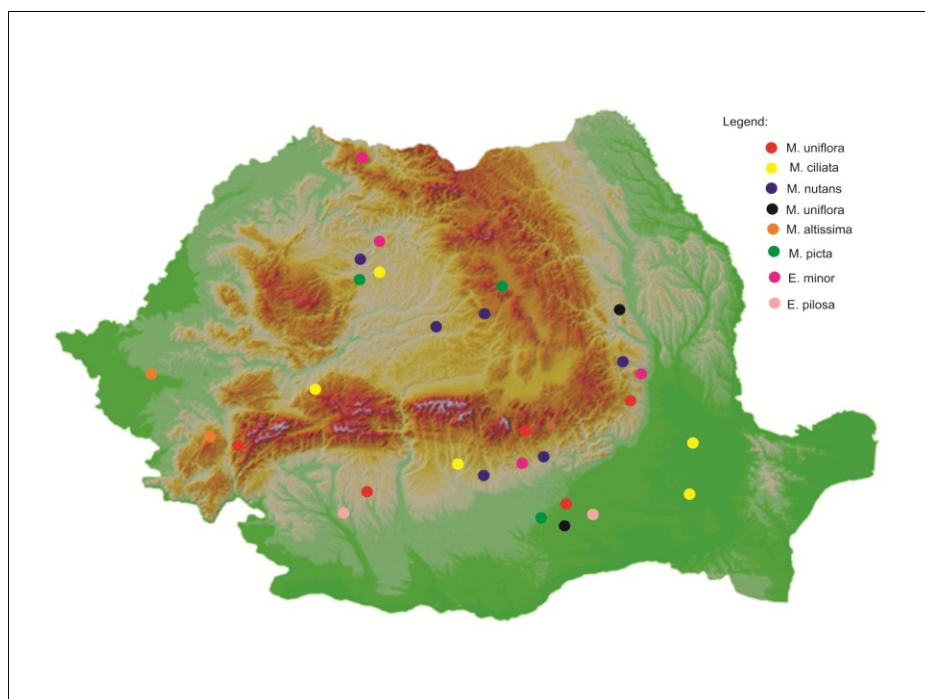 Legend:
M. uniflora
M. ciliata
M. nutans
M. uniflora
M. altissima
M. picta
E. minor
E. pilosa